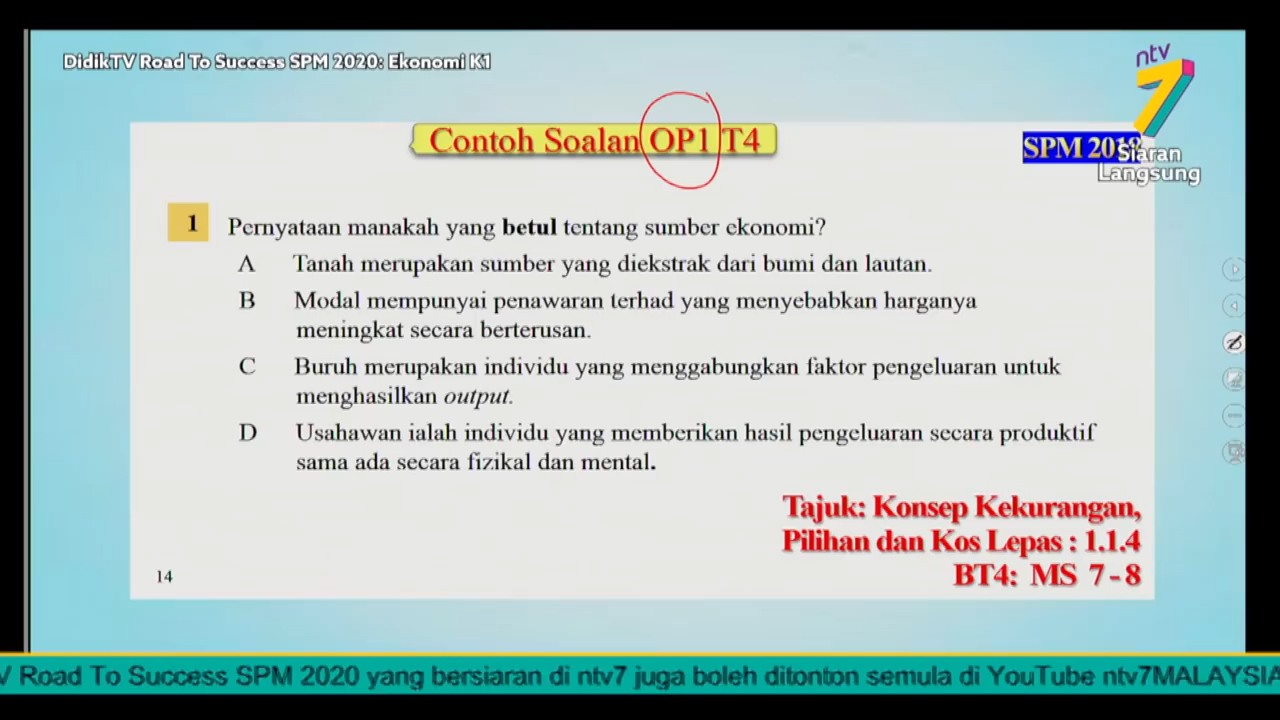 DidikTV Road To Success SPM 2020: Ekonomi K1
ntv
7
Contoh Soalan OP1 T4
SPM 201
Siaran
Langsung
1 Pernyataan manakah yang betul tentang sumber ekonomi?
A Tanah merupakan sumber yang diekstrak dari bumi dan lautan.
B Modal mempunyai penawaran terhad yang menyebabkan harganya
meningkat secara berterusan.
C Buruh merupakan individu yang menggabungkan faktor pengeluaran untuk
menghasilkan output.
D Usahawan ialah individu yang memberikan hasil pengeluaran secara produktif
sama ada secara fizikal dan mental.
Tajuk: Konsep Kekurangan,
Pilihan dan Kos Lepas : 1.1.4
BT4: MS 7 - 8
14
V Road To Success SPM 2020 yang bersiaran di ntv7 juga boleh ditonton semula di YouTube ntv7MALAYSIA